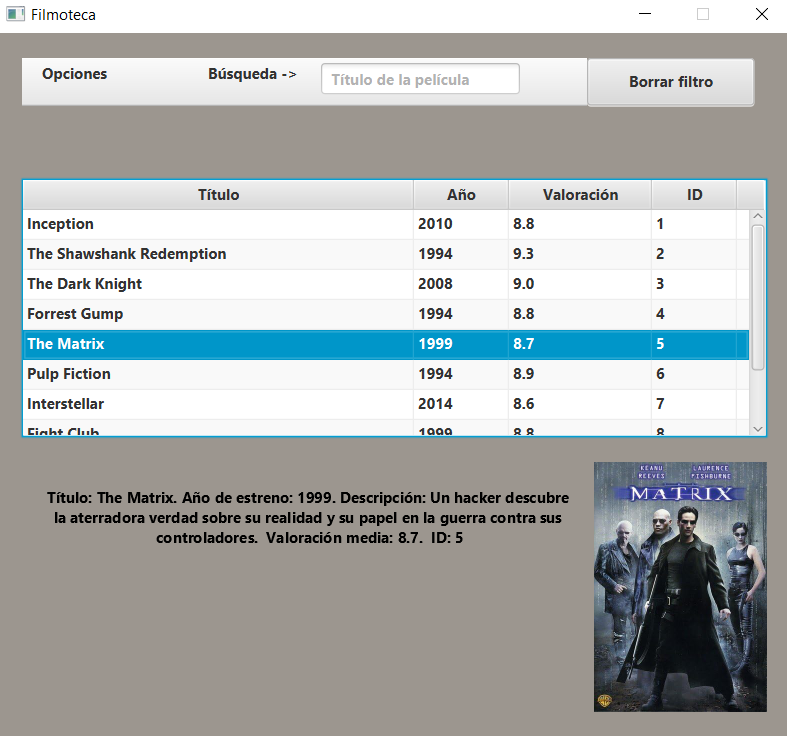 Filmoteca
Opciones Búsqueda -> Título de la película Borrar filtro
Título Año Valoración ID
Inception 2010 8.8 1
The Shawshank Redemption 1994 9.3 2
The Dark Knight 2008 9.0 3
Forrest Gump 1994 8.8 4
The Matrix 1999 8.7 5
Pulp Fiction 1994 8.9 6
Interstellar 2014 8.6 7
Fight Club 1999 8.8 8
Título: The Matrix. Año de estreno: 1999. Descripción: Un hacker descubre
la aterradora verdad sobre su realidad y su papel en la guerra contra sus
controladores.  Valoración media: 8.7.  ID: 5
KEANU REEVES LAURENCE FISHBURNE
MATRIX